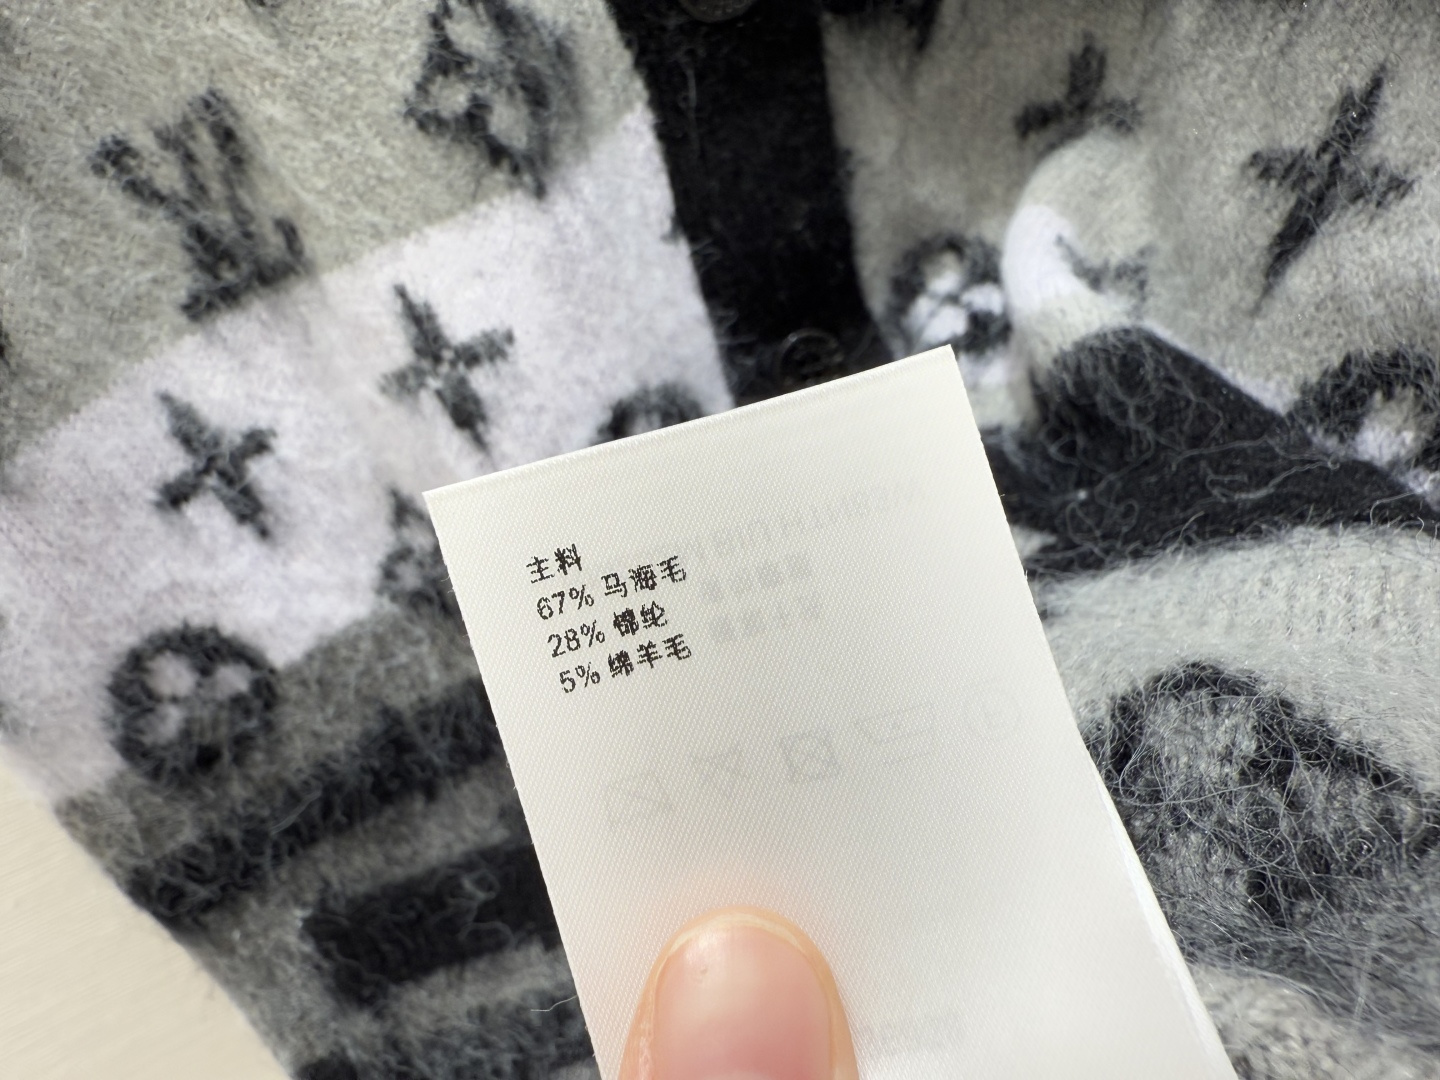 主料
67% 马海毛
28% 锦纶
5% 绵羊毛